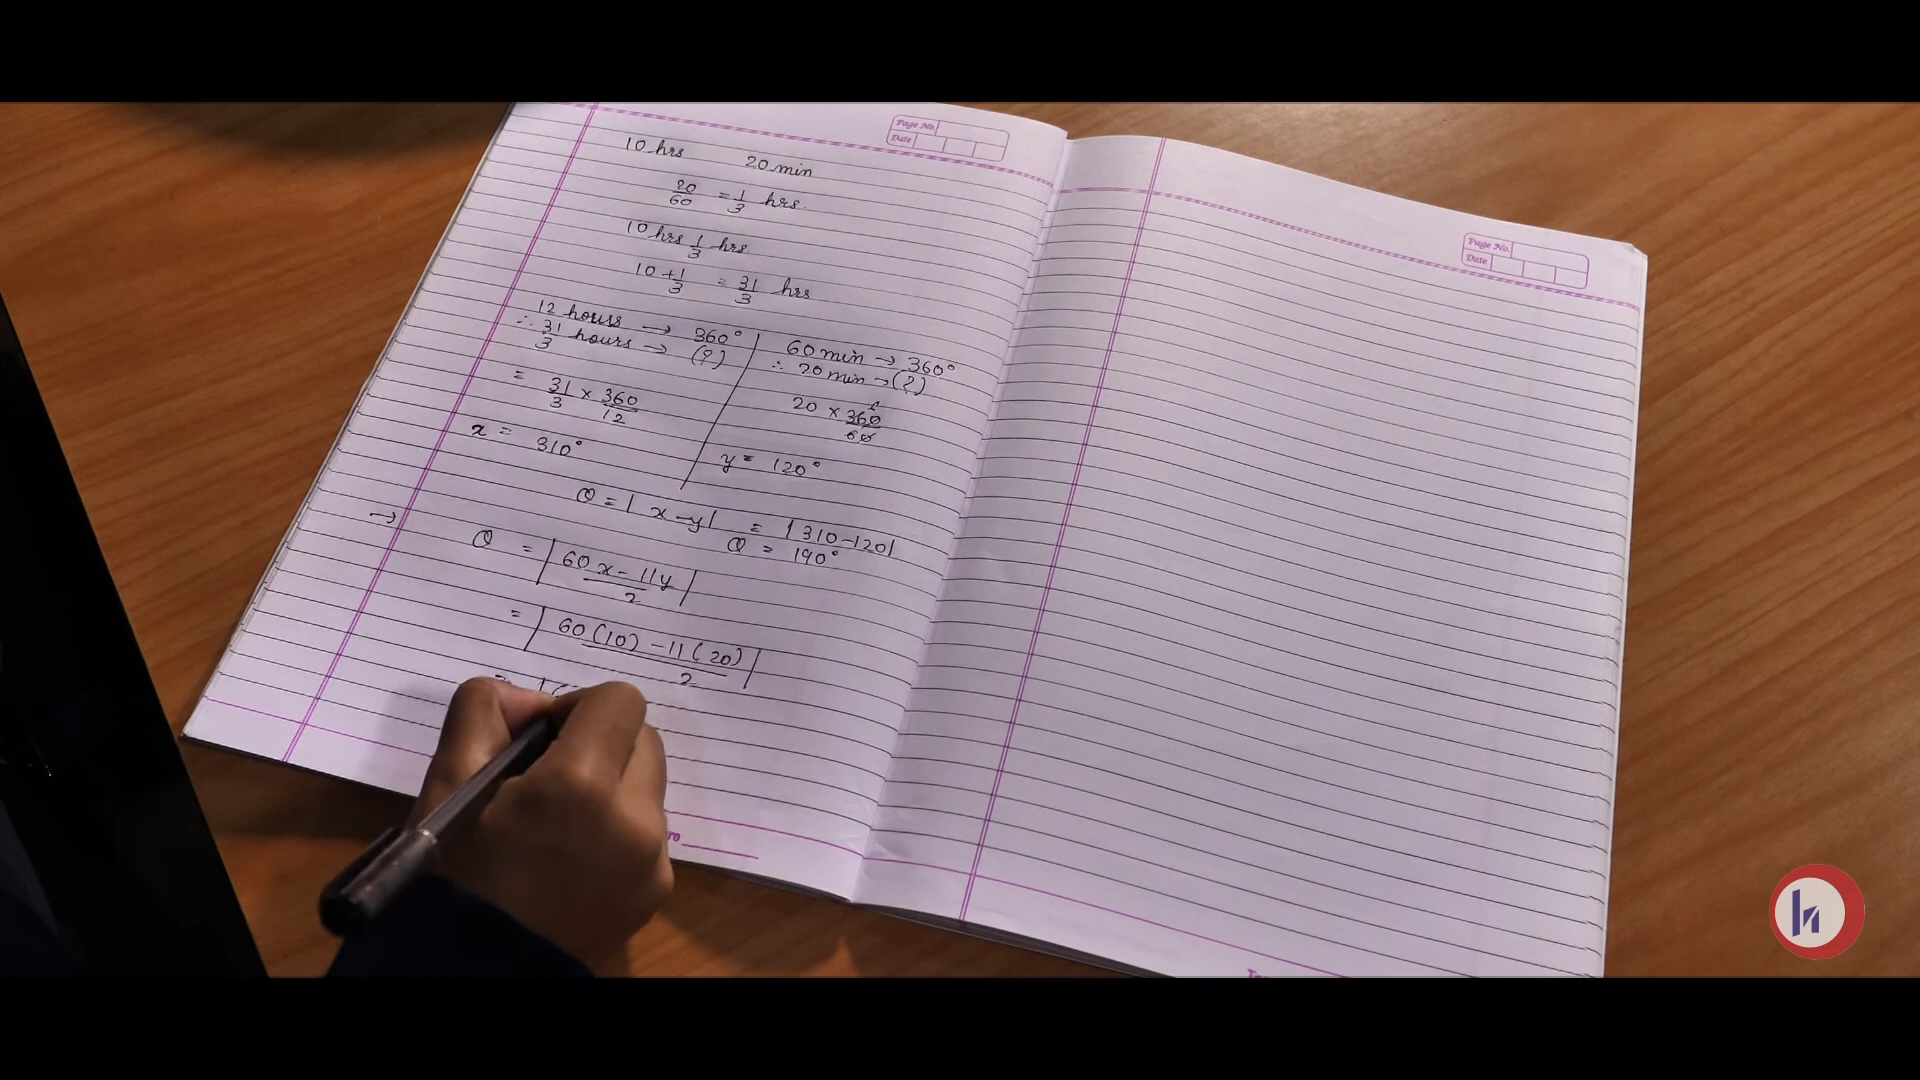 Page No.
Date
10 hrs 20 min
20/60 = 1/3 hrs.
10 hrs 1/3 hrs.
10 + 1/3 = 31/3 hrs
12 hours → 360°
∴ 31/3 hours → (?)
= 31/3 × 360/12
x = 310°
60 min → 360°
∴ 20 min → (?)
20 × 360/60
y = 120°
θ = | x - y | = | 310 - 120 |
θ = 190°
→
θ = | 60x - 11y / 2 |
= | 60 (10) - 11 ( 20) / 2 |
Page No.
Date